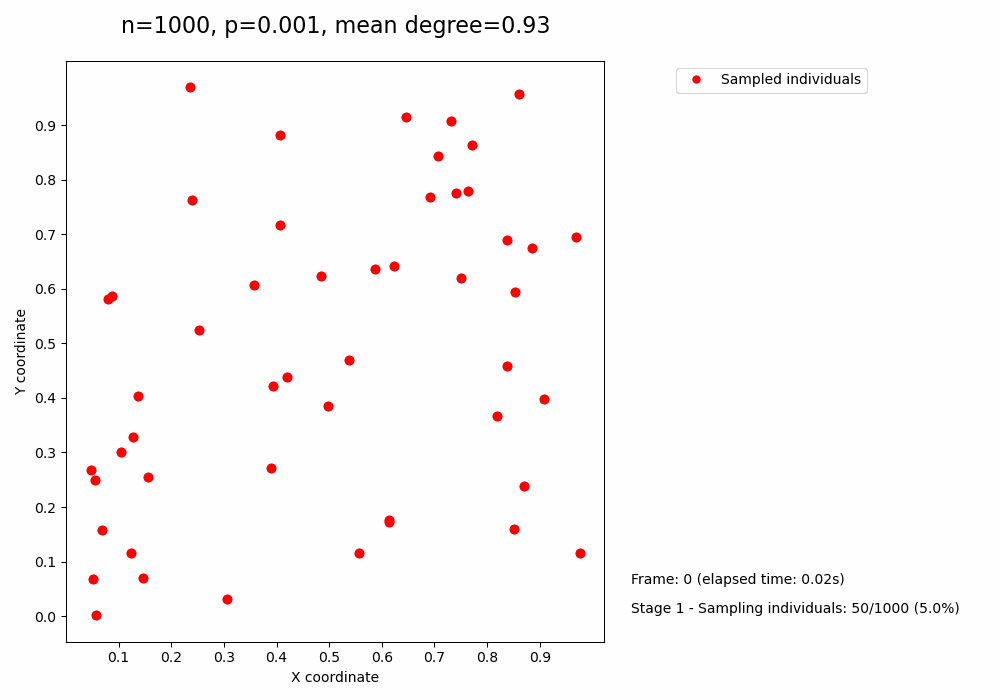 n=1000, p=0.001, mean degree=0.93
Sampled individuals
0.9
0.8
0.7
0.6
0.5
0.4
0.3
0.2
0.1
0.0
Y coordinate
0.1 0.2 0.3 0.4 0.5 0.6 0.7 0.8 0.9
X coordinate
Frame: 0 (elapsed time: 0.02s)
Stage 1 - Sampling individuals: 50/1000 (5.0%)